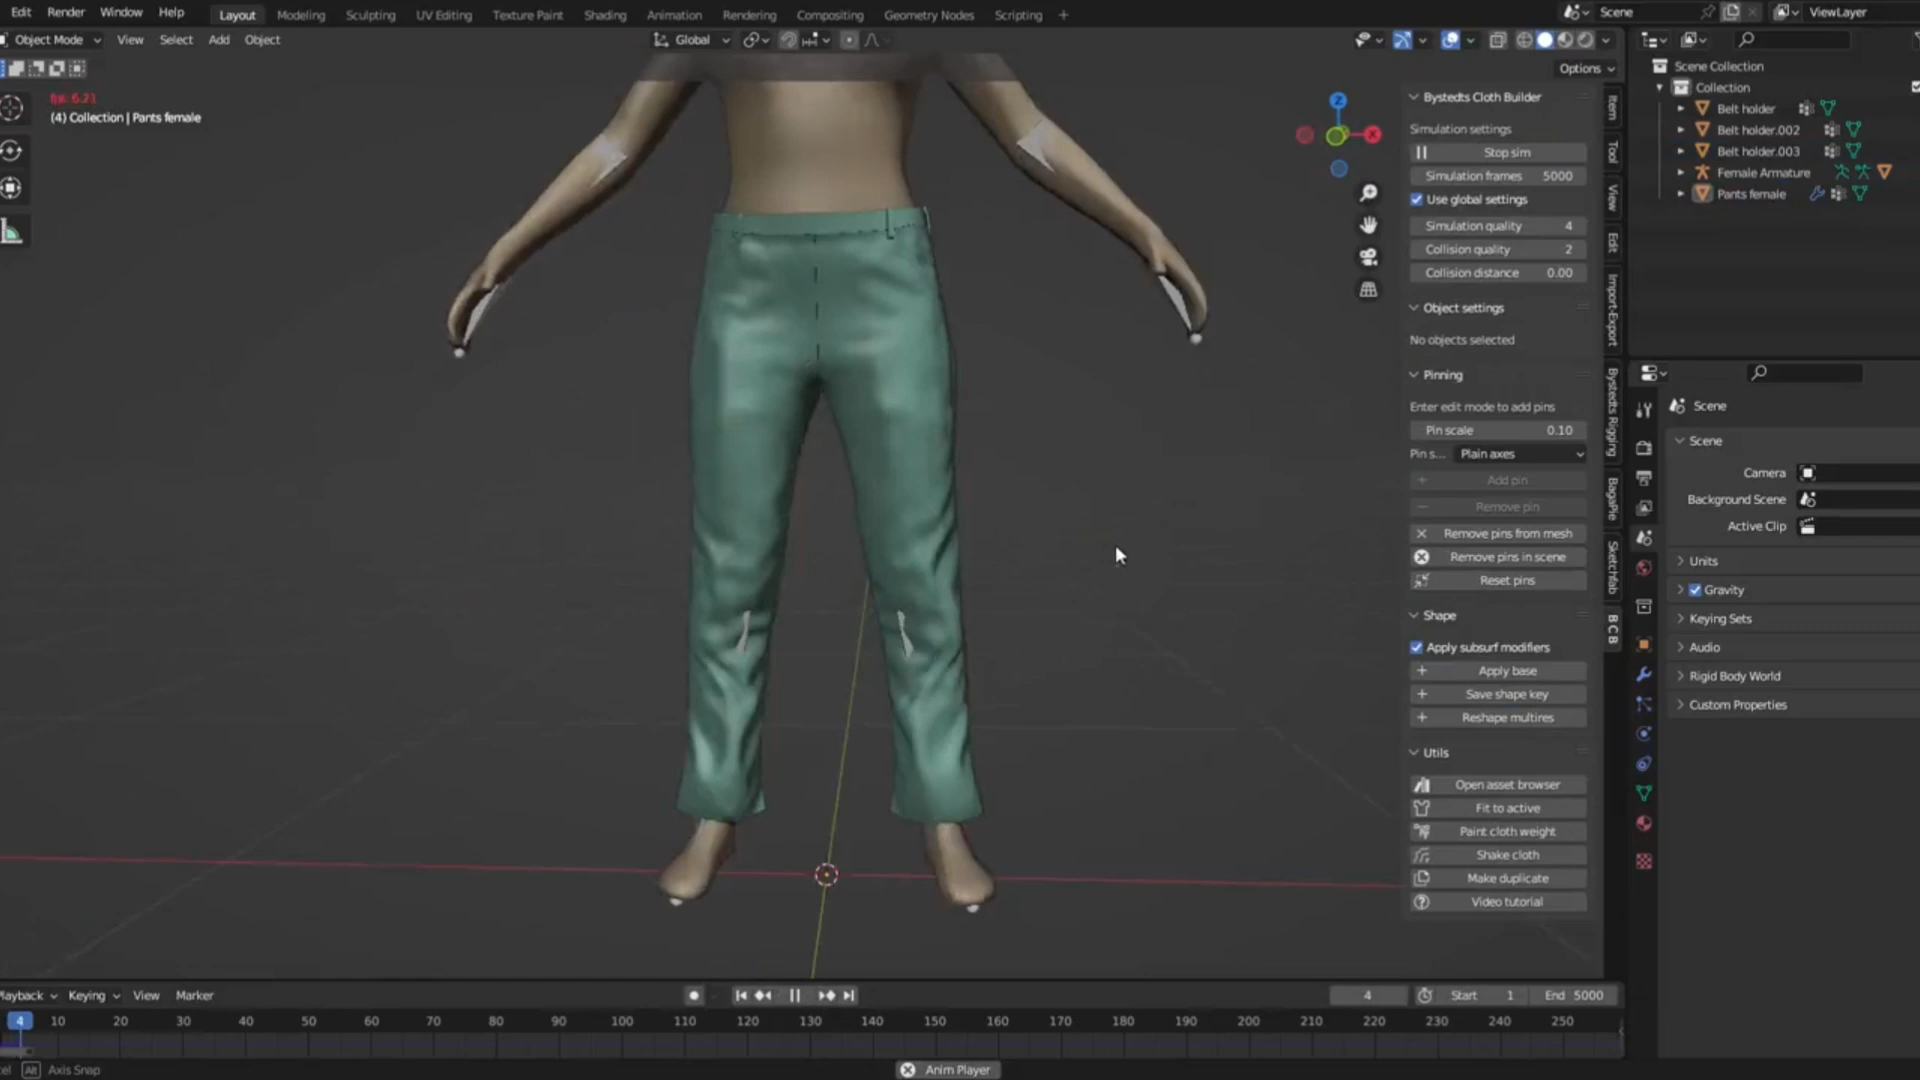 Edit Render Window Help Layout Modeling Sculpting UV Editing Texture Paint Shading Animation Rendering Compositing Geometry Nodes Scripting + Scene ViewLayer
Object Mode View Select Add Object Global
Options
fps: 6.21
(4) Collection | Pants female
Z
X
Bystedts Cloth Builder
Simulation settings
Stop sim
Simulation frames 5000
Use global settings
Simulation quality 4
Collision quality 2
Collision distance 0.00
Object settings
No objects selected
Pinning
Enter edit mode to add pins
Pin scale 0.10
Pin s... Plain axes
Add pin
Remove pin
Remove pins from mesh
Remove pins in scene
Reset pins
Shape
Apply subsurf modifiers
Apply base
Save shape key
Reshape multires
Utils
Open asset browser
Fit to active
Paint cloth weight
Shake cloth
Make duplicate
Video tutorial
Item
Tool
View
Edit
Import-Export
Bystedts Rigging
BagaPie
Sketchfab
B C B
Scene Collection
Collection
Belt holder
Belt holder.002
Belt holder.003
Female Armature
Pants female
Scene
Scene
Camera
Background Scene
Active Clip
Units
Gravity
Keying Sets
Audio
Rigid Body World
Custom Properties
Playback Keying View Marker 4 Start 1 End 5000
4 10 20 30 40 50 60 70 80 90 100 110 120 130 140 150 160 170 180 190 200 210 220 230 240 250
Alt Axis Snap Anim Player